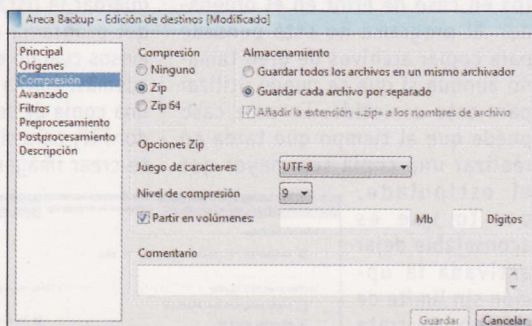 Areca Backup - Edición de destinos [Modificado]
Principal
Orígenes
Compresión
Avanzado
Filtros
Preprocesamiento
Postprocesamiento
Descripción
Compresión
Ninguno
Zip
Zip 64
Almacenamiento
Guardar todos los archivos en un mismo archivador
Guardar cada archivo por separado
Añadir la extensión «.zip» a los nombres de archivo
Opciones Zip
Juego de caracteres: UTF-8
Nivel de compresión 9
Partir en volúmenes: Mb Dígitos
Comentario
Guardar Cancelar